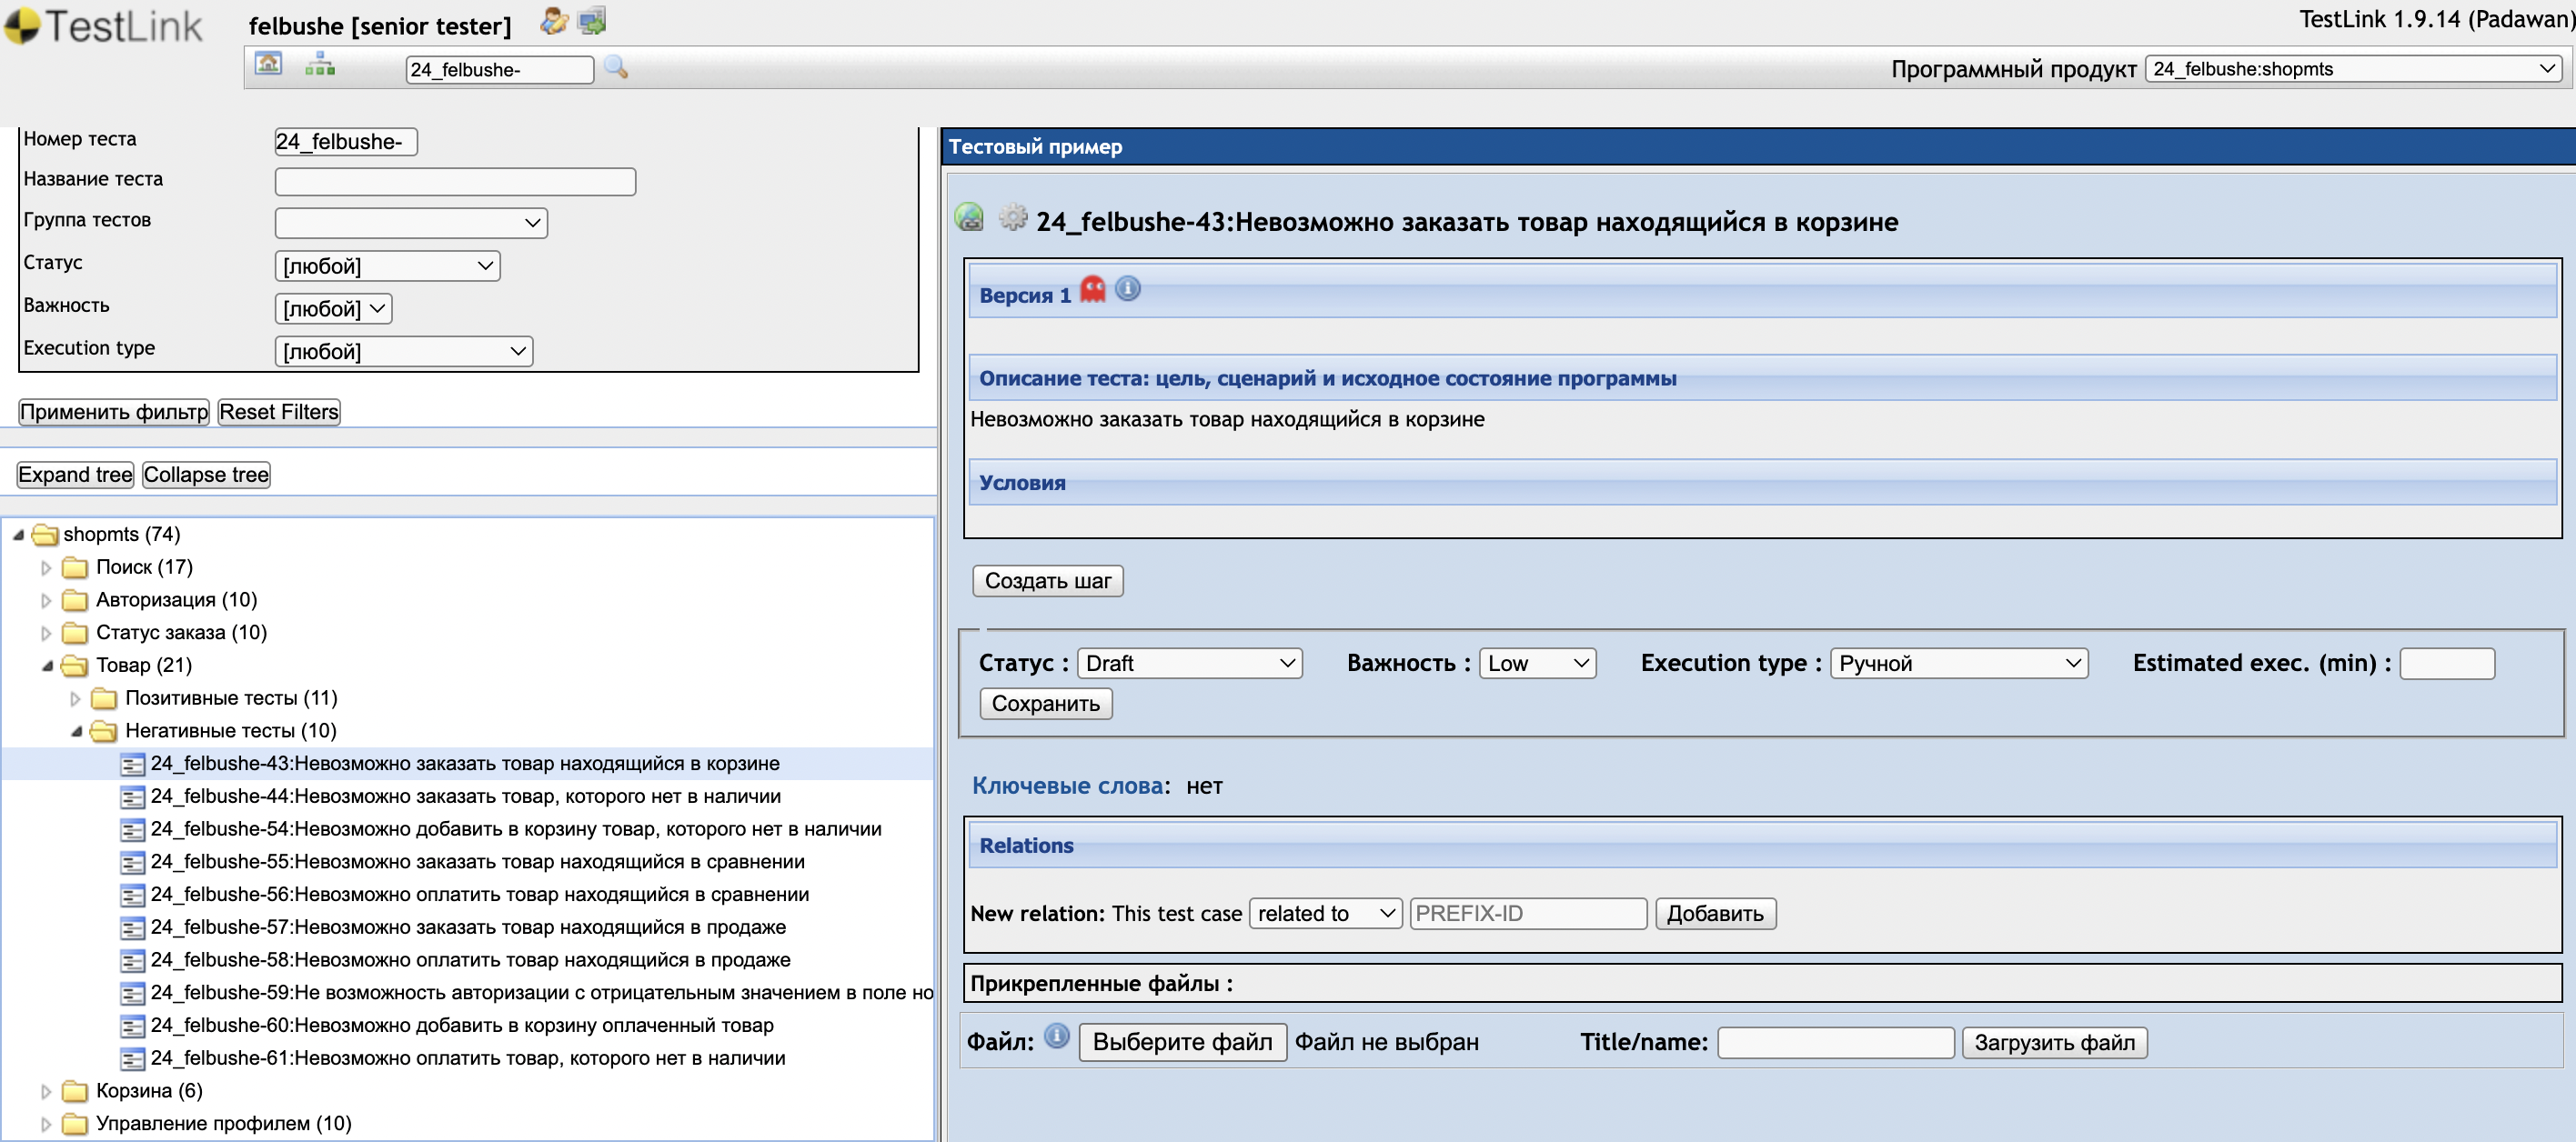 TestLink
felbushe [senior tester]
TestLink 1.9.14 (Padawan)
24_felbushe-
Программный продукт 24_felbushe:shopmts
Номер теста 24_felbushe-
Название теста
Группа тестов
Статус [любой]
Важность [любой]
Execution type [любой]
Применить фильтр Reset Filters
Expand tree Collapse tree
shopmts (74)
Поиск (17)
Авторизация (10)
Статус заказа (10)
Товар (21)
Позитивные тесты (11)
Негативные тесты (10)
24_felbushe-43:Невозможно заказать товар находящийся в корзине
24_felbushe-44:Невозможно заказать товар, которого нет в наличии
24_felbushe-54:Невозможно добавить в корзину товар, которого нет в наличии
24_felbushe-55:Невозможно заказать товар находящийся в сравнении
24_felbushe-56:Невозможно оплатить товар находящийся в сравнении
24_felbushe-57:Невозможно заказать товар находящийся в продаже
24_felbushe-58:Невозможно оплатить товар находящийся в продаже
24_felbushe-59:Не возможность авторизации с отрицательным значением в поле но
24_felbushe-60:Невозможно добавить в корзину оплаченный товар
24_felbushe-61:Невозможно оплатить товар, которого нет в наличии
Корзина (6)
Управление профилем (10)
Тестовый пример
24_felbushe-43:Невозможно заказать товар находящийся в корзине
Версия 1
Описание теста: цель, сценарий и исходное состояние программы
Невозможно заказать товар находящийся в корзине
Условия
Создать шаг
Статус : Draft Важность : Low Execution type : Ручной Estimated exec. (min) :
Сохранить
Ключевые слова: нет
Relations
New relation: This test case related to PREFIX-ID Добавить
Прикрепленные файлы :
Файл: Выберите файл Файл не выбран Title/name: Загрузить файл